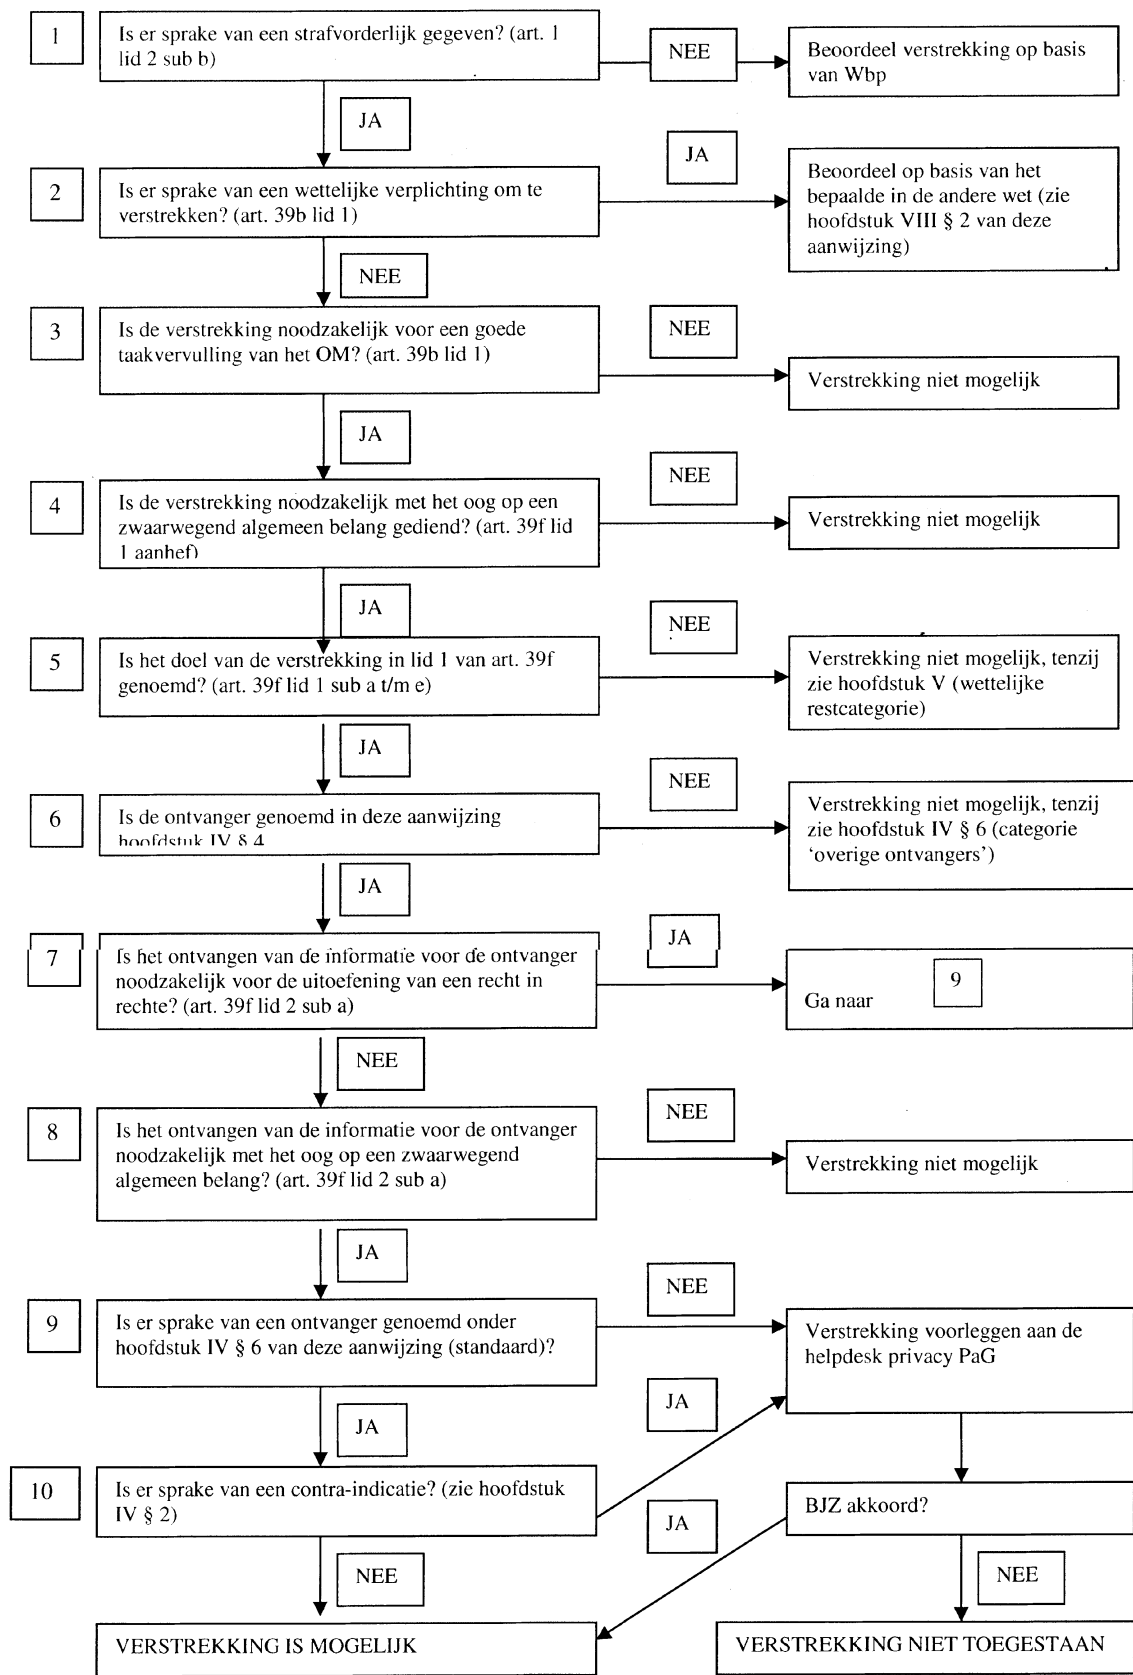 1
Is er sprake van een strafvorderlijk gegeven? (art. 1
lid 2 sub b)
NEE
Beoordeel verstrekking op basis
van Wbp
JA
2
Is er sprake van een wettelijke verplichting om te
verstrekken? (art. 39b lid 1)
JA
Beoordeel op basis van het
bepaalde in de andere wet (zie
hoofdstuk VIII § 2 van deze
aanwijzing)
NEE
3
Is de verstrekking noodzakelijk voor een goede
taakvervulling van het OM? (art. 39b lid 1)
NEE
Verstrekking niet mogelijk
JA
4
Is de verstrekking noodzakelijk met het oog op een
zwaarwegend algemeen belang gediend? (art. 39f lid
1 aanhef)
NEE
Verstrekking niet mogelijk
JA
5
Is het doel van de verstrekking in lid 1 van art. 39f
genoemd? (art. 39f lid 1 sub a t/m e)
NEE
Verstrekking niet mogelijk, tenzij
zie hoofdstuk V (wettelijke
restcategorie)
JA
6
Is de ontvanger genoemd in deze aanwijzing
hoofdstuk IV § 4
NEE
Verstrekking niet mogelijk, tenzij
zie hoofdstuk IV § 6 (categorie
‘overige ontvangers’)
JA
7
Is het ontvangen van de informatie voor de ontvanger
noodzakelijk voor de uitoefening van een recht in
rechte? (art. 39f lid 2 sub a)
JA
Ga naar 9
NEE
8
Is het ontvangen van de informatie voor de ontvanger
noodzakelijk met het oog op een zwaarwegend
algemeen belang? (art. 39f lid 2 sub a)
NEE
Verstrekking niet mogelijk
JA
9
Is er sprake van een ontvanger genoemd onder
hoofdstuk IV § 6 van deze aanwijzing (standaard)?
NEE
Verstrekking voorleggen aan de
helpdesk privacy PaG
JA
JA
10
Is er sprake van een contra-indicatie? (zie hoofdstuk
IV § 2)
JA
BJZ akkoord?
NEE
NEE
VERSTREKKING IS MOGELIJK
VERSTREKKING NIET TOEGESTAAN